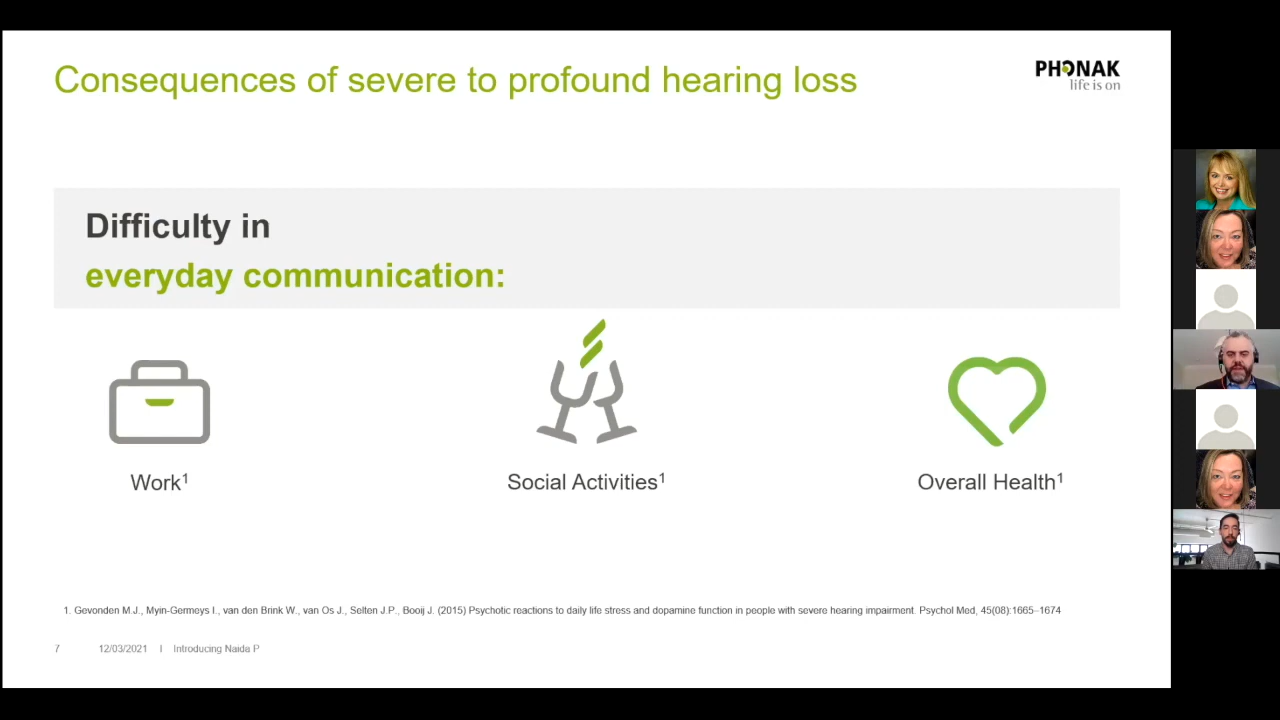 Consequences of severe to profound hearing loss
PHONAK
life is on
Difficulty in
everyday communication:
Work¹
Social Activities¹
Overall Health¹
1. Gevonden M.J., Myin-Germeys I., van den Brink W., van Os J., Selten J.P., Booij J. (2015) Psychotic reactions to daily life stress and dopamine function in people with severe hearing impairment. Psychol Med, 45(08):1665–1674
7 12/03/2021 I Introducing Naida P